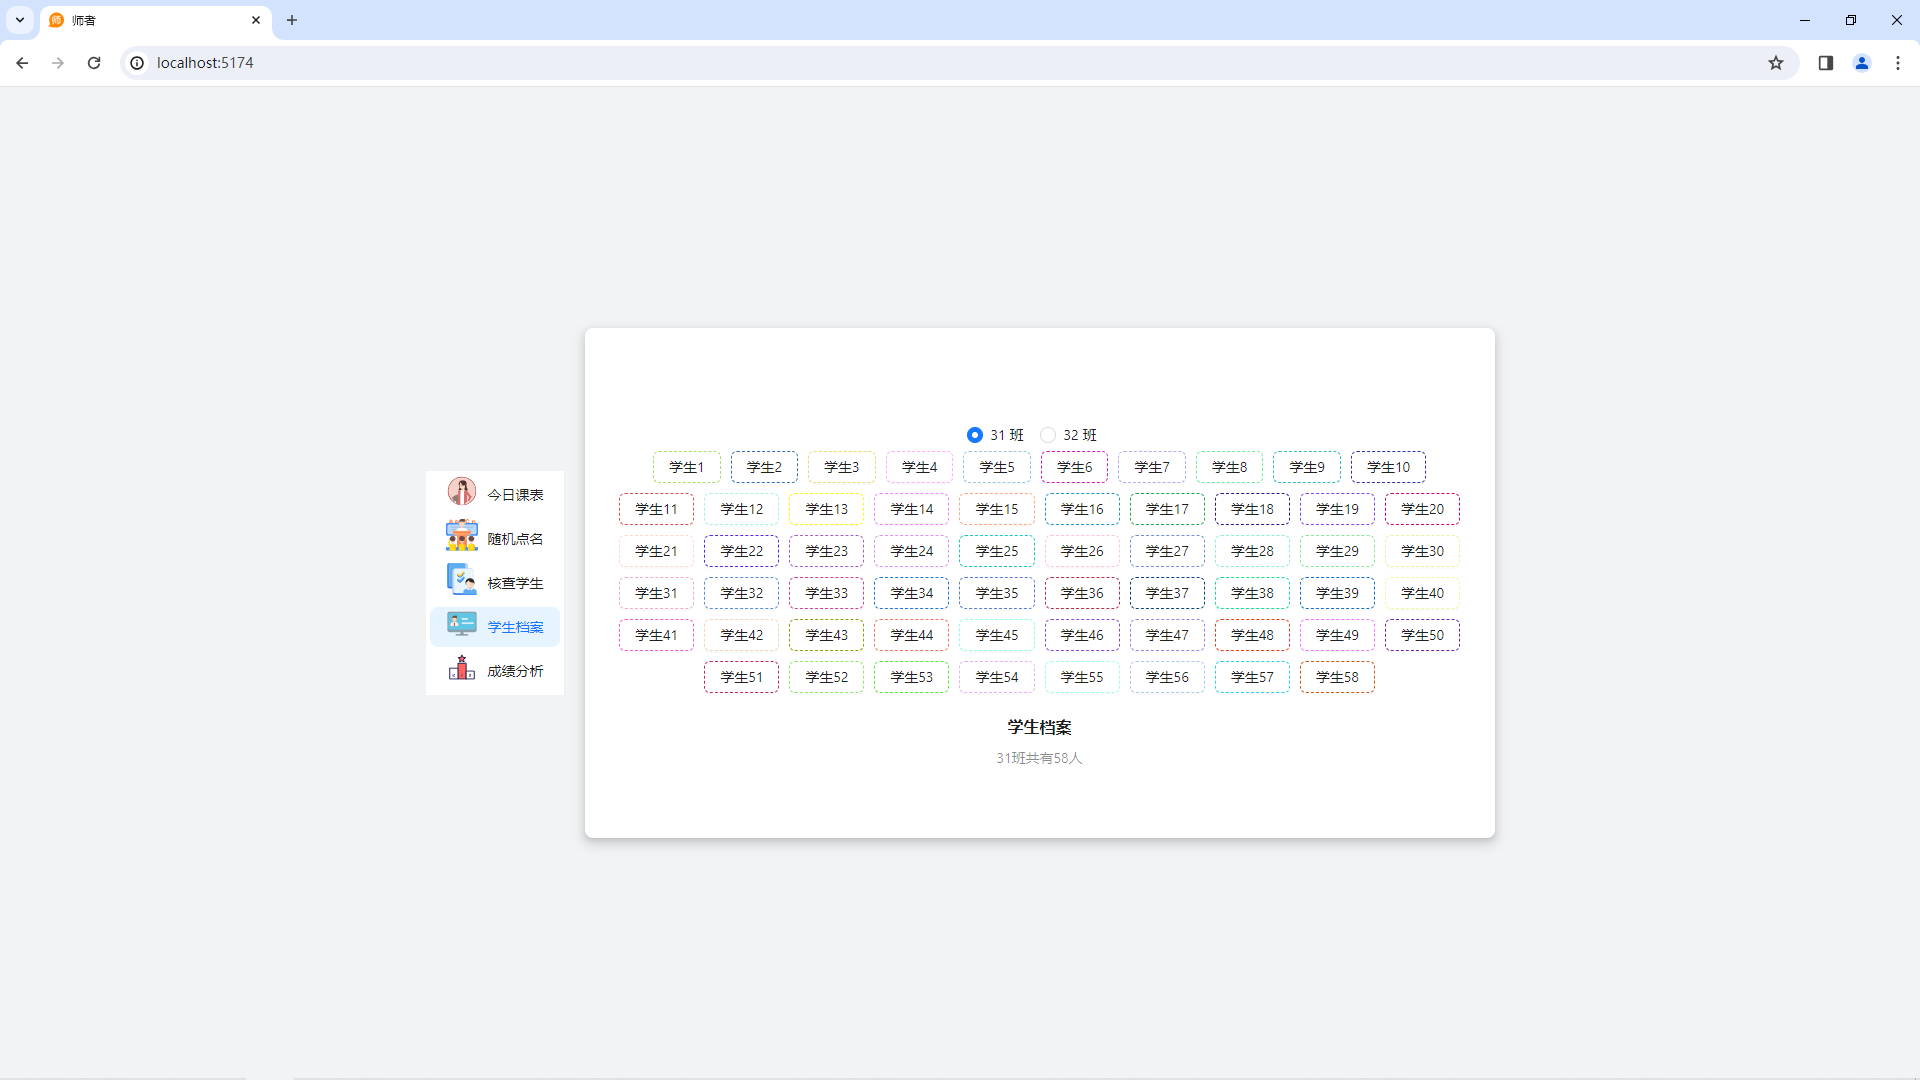 师者
localhost:5174
今日课表
随机点名
核查学生
学生档案
成绩分析
31 班 32 班
学生1 学生2 学生3 学生4 学生5 学生6 学生7 学生8 学生9 学生10
学生11 学生12 学生13 学生14 学生15 学生16 学生17 学生18 学生19 学生20
学生21 学生22 学生23 学生24 学生25 学生26 学生27 学生28 学生29 学生30
学生31 学生32 学生33 学生34 学生35 学生36 学生37 学生38 学生39 学生40
学生41 学生42 学生43 学生44 学生45 学生46 学生47 学生48 学生49 学生50
学生51 学生52 学生53 学生54 学生55 学生56 学生57 学生58
学生档案
31班共有58人